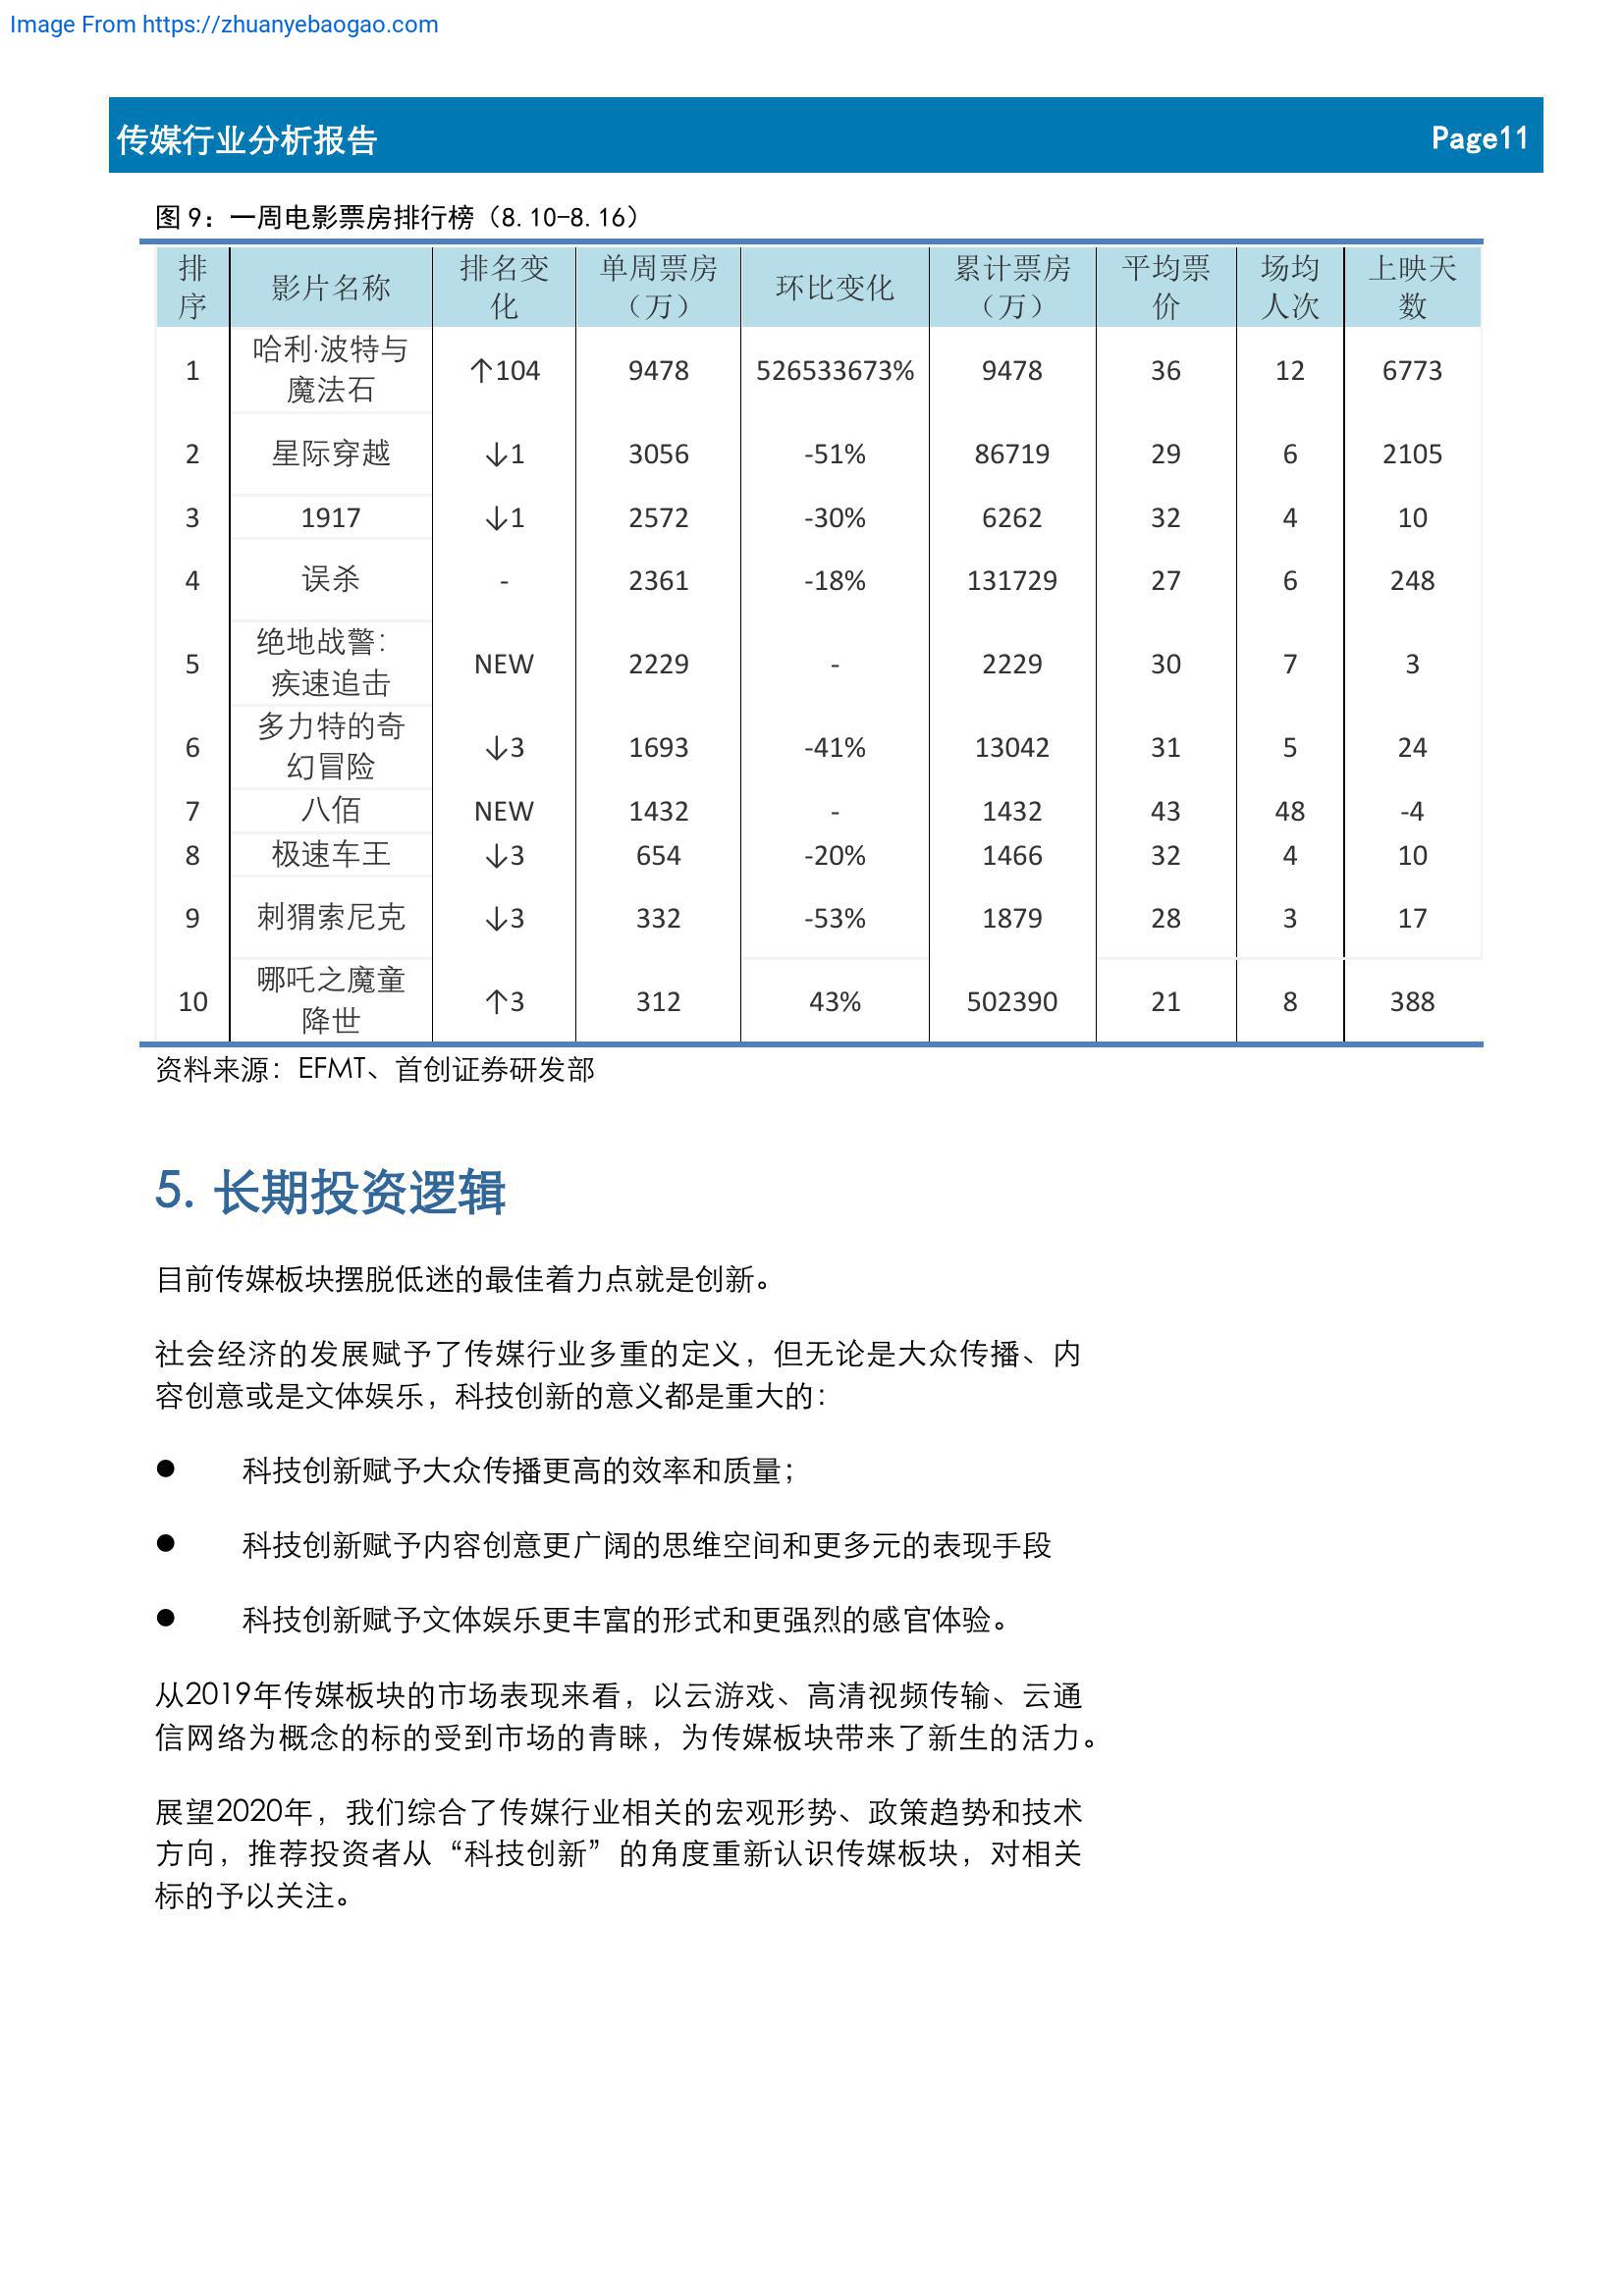 Image From https://zhuanyebaogao.com
传媒行业分析报告 Page11
图 9：一周电影票房排行榜（8.10-8.16）
排序 影片名称 排名变化 单周票房（万） 环比变化 累计票房（万） 平均票价 场均人次 上映天数
1 哈利·波特与魔法石 ↑104 9478 526533673% 9478 36 12 6773
2 星际穿越 ↓1 3056 -51% 86719 29 6 2105
3 1917 ↓1 2572 -30% 6262 32 4 10
4 误杀 - 2361 -18% 131729 27 6 248
5 绝地战警：疾速追击 NEW 2229 - 2229 30 7 3
6 多力特的奇幻冒险 ↓3 1693 -41% 13042 31 5 24
7 八佰 NEW 1432 - 1432 43 48 -4
8 极速车王 ↓3 654 -20% 1466 32 4 10
9 刺猬索尼克 ↓3 332 -53% 1879 28 3 17
10 哪吒之魔童降世 ↑3 312 43% 502390 21 8 388
资料来源：EFMT、首创证券研发部
5. 长期投资逻辑
目前传媒板块摆脱低迷的最佳着力点就是创新。
社会经济的发展赋予了传媒行业多重的定义，但无论是大众传播、内
容创意或是文体娱乐，科技创新的意义都是重大的：
● 科技创新赋予大众传播更高的效率和质量；
● 科技创新赋予内容创意更广阔的思维空间和更多元的表现手段
● 科技创新赋予文体娱乐更丰富的形式和更强烈的感官体验。
从2019年传媒板块的市场表现来看，以云游戏、高清视频传输、云通
信网络为概念的标的受到市场的青睐，为传媒板块带来了新生的活力。
展望2020年，我们综合了传媒行业相关的宏观形势、政策趋势和技术
方向，推荐投资者从“科技创新”的角度重新认识传媒板块，对相关
标的予以关注。